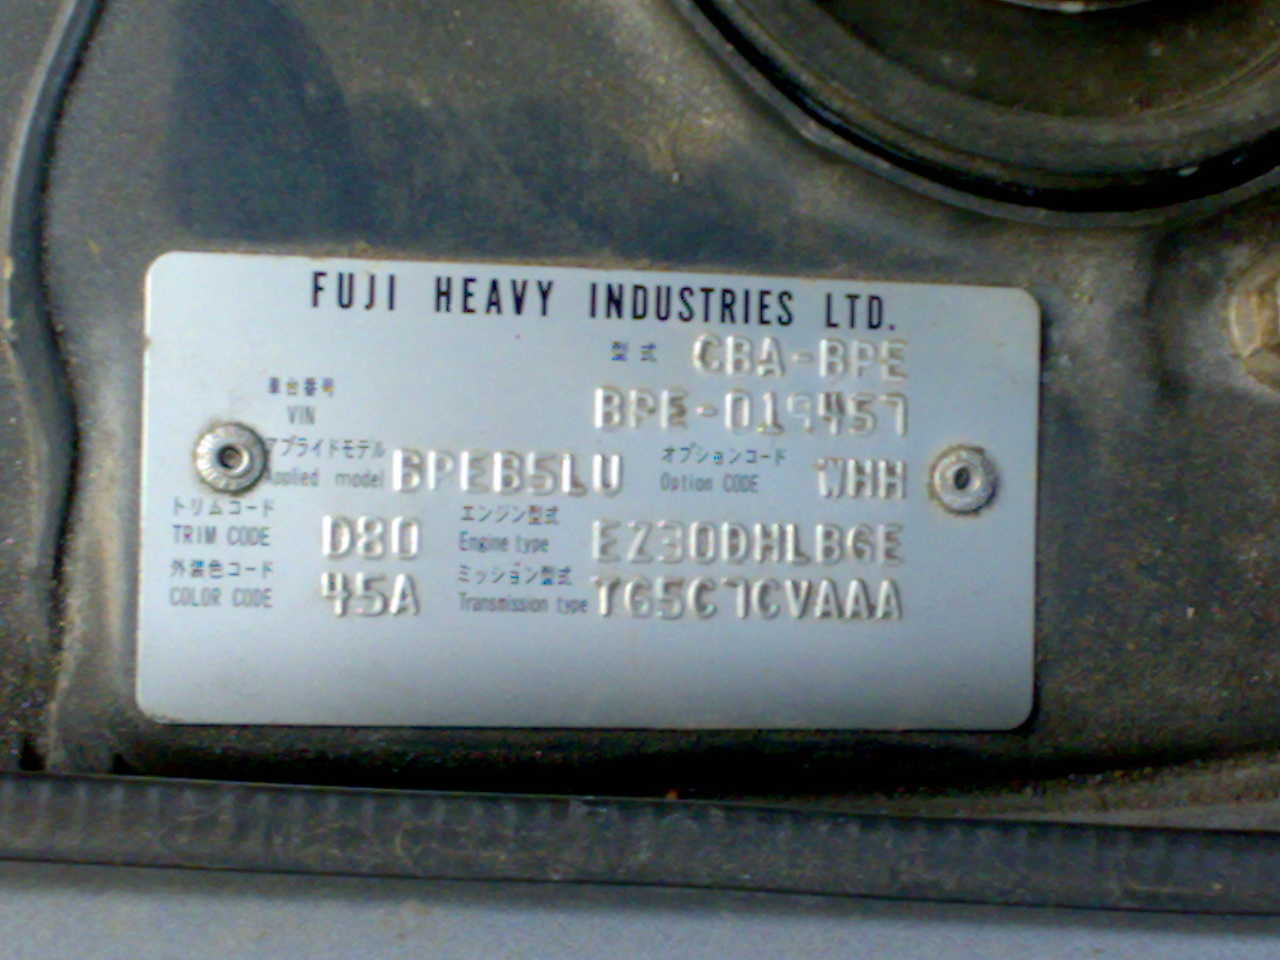 FUJI HEAVY INDUSTRIES LTD.
型式 CBA-BPE
車台番号
VIN BPE-019457
アプライドモデル オプションコード
Applied model BPEB5LU Option CODE WHH
トリムコード エンジン型式
TRIM CODE D80 Engine type EZ30DHLBGE
外装色コード ミッション型式
COLOR CODE 45A Transmission type TG5C7CVAAA